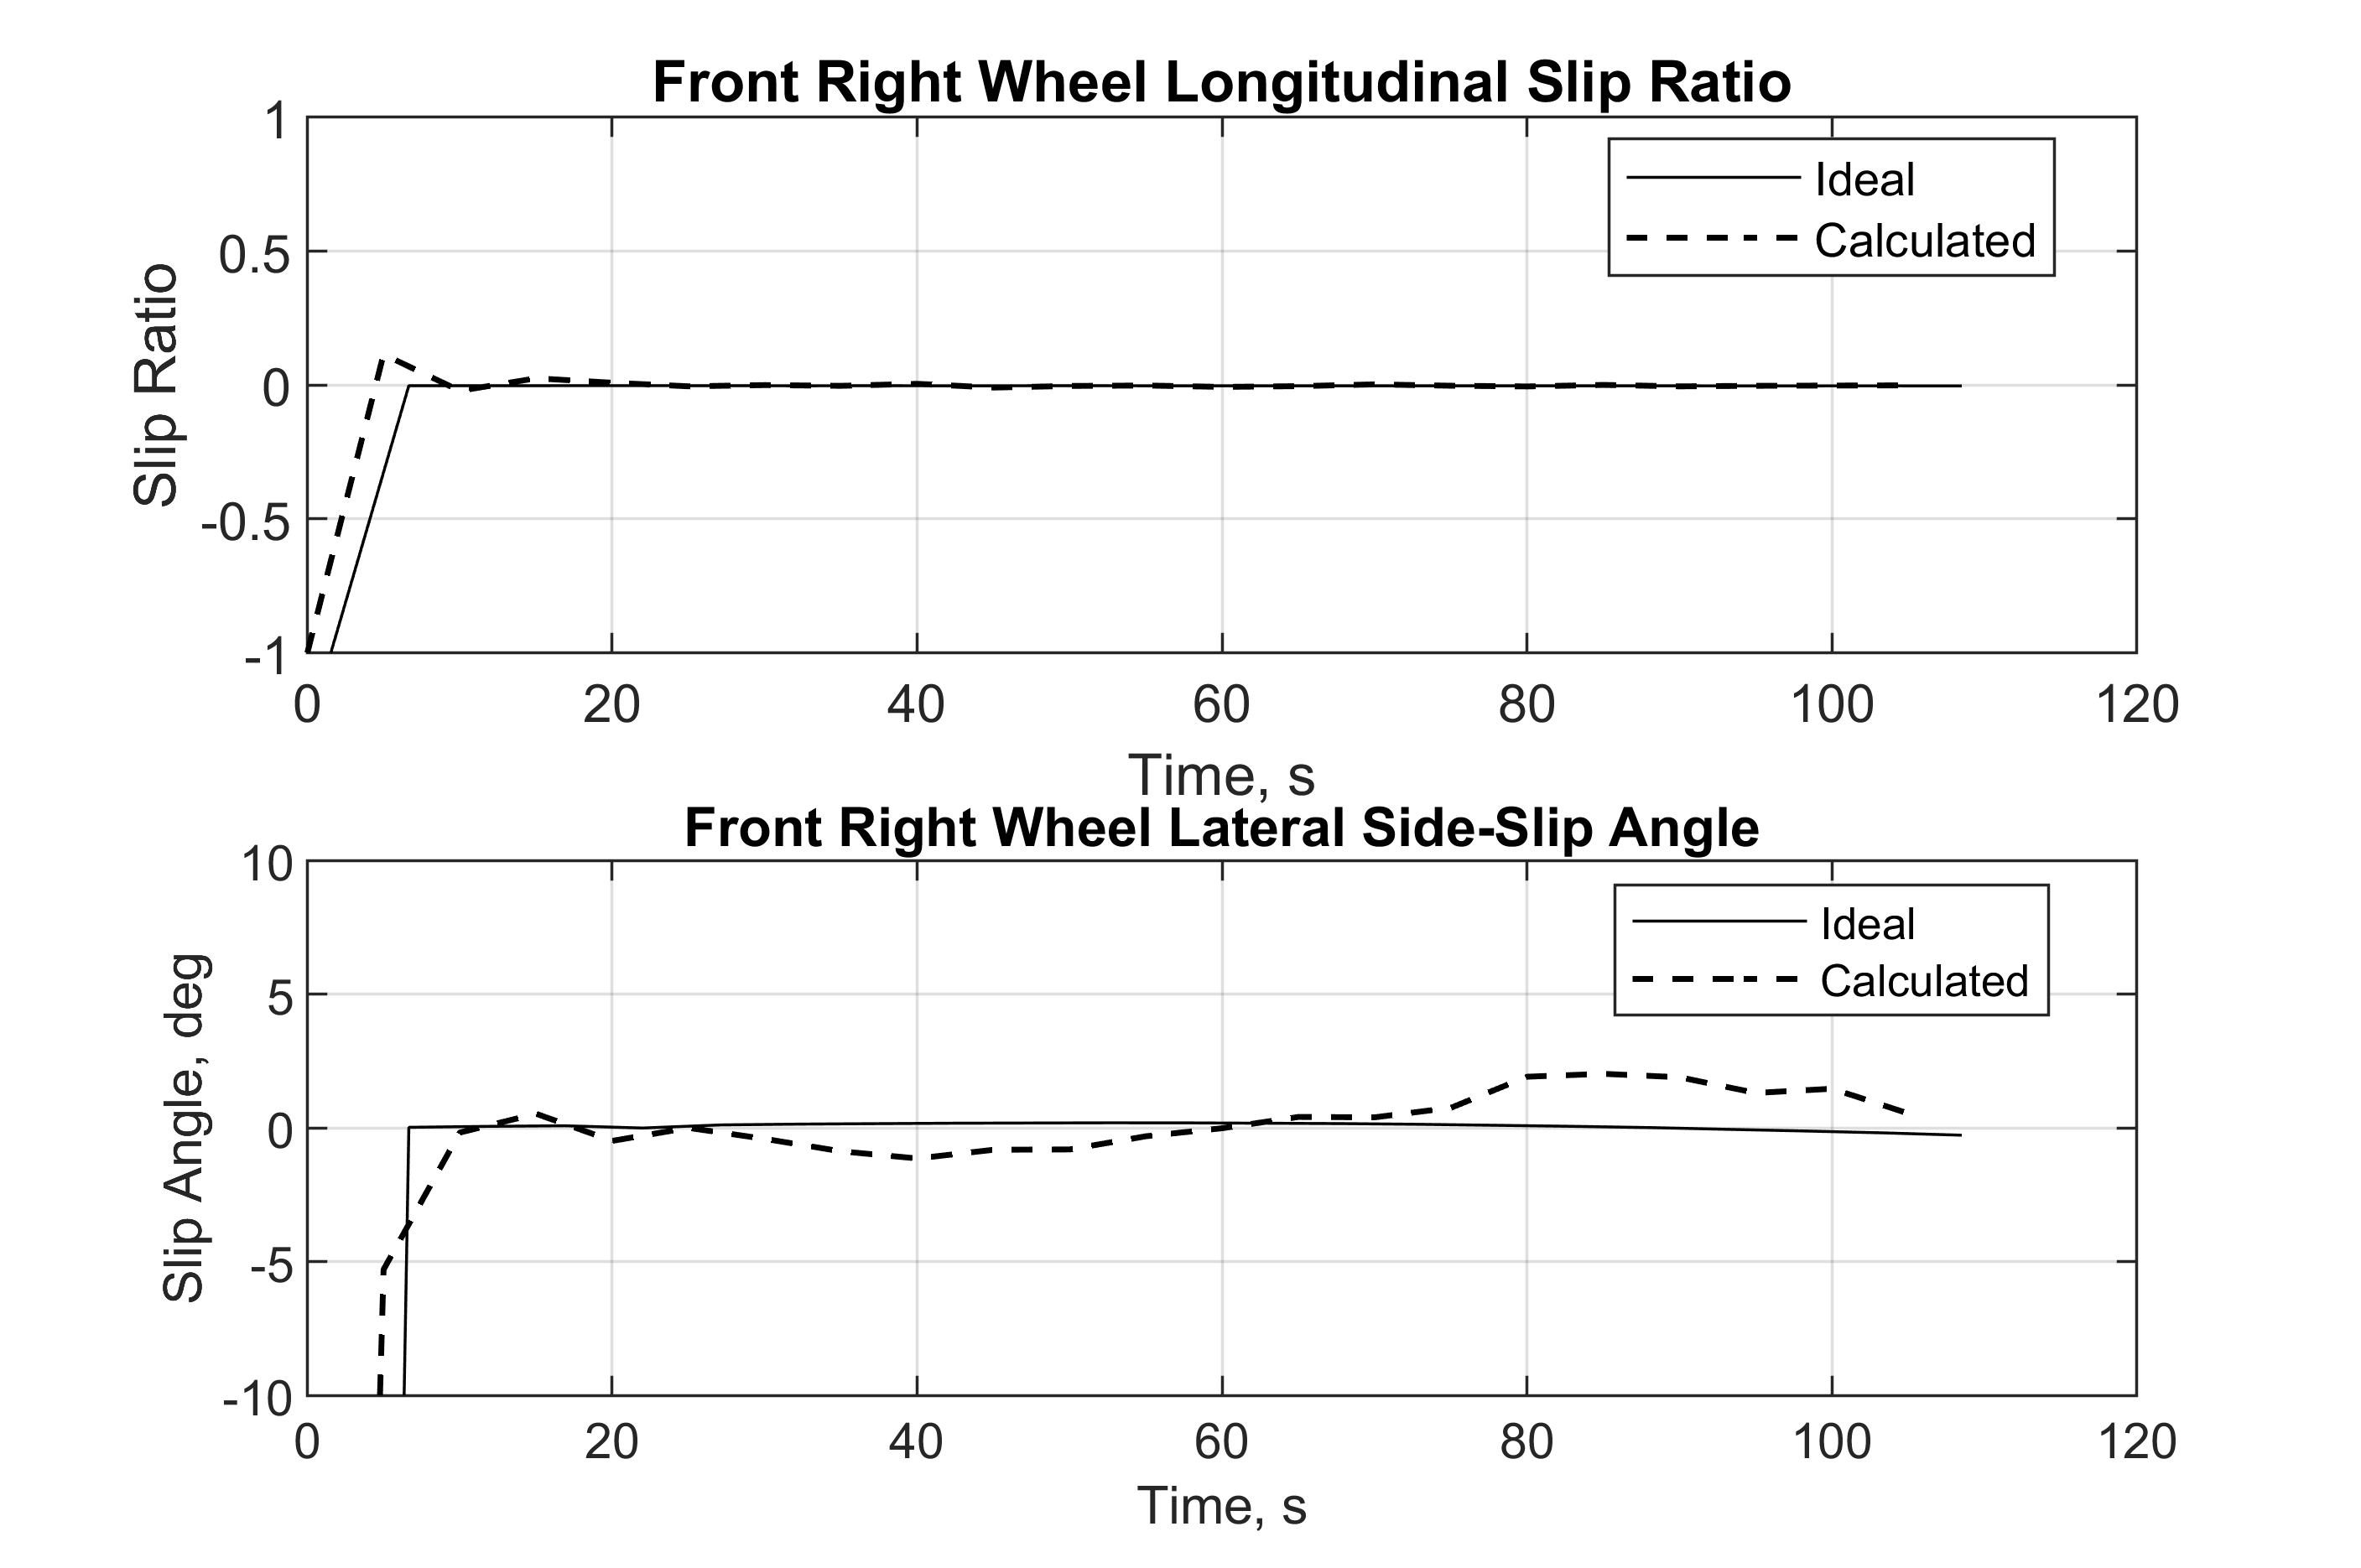 Front Right Wheel Longitudinal Slip Ratio
1
0.5
0
-0.5
-1
Slip Ratio
Ideal
Calculated
0 20 40 60 80 100 120
Time, s
Front Right Wheel Lateral Side-Slip Angle
10
5
0
-5
-10
Slip Angle, deg
Ideal
Calculated
0 20 40 60 80 100 120
Time, s